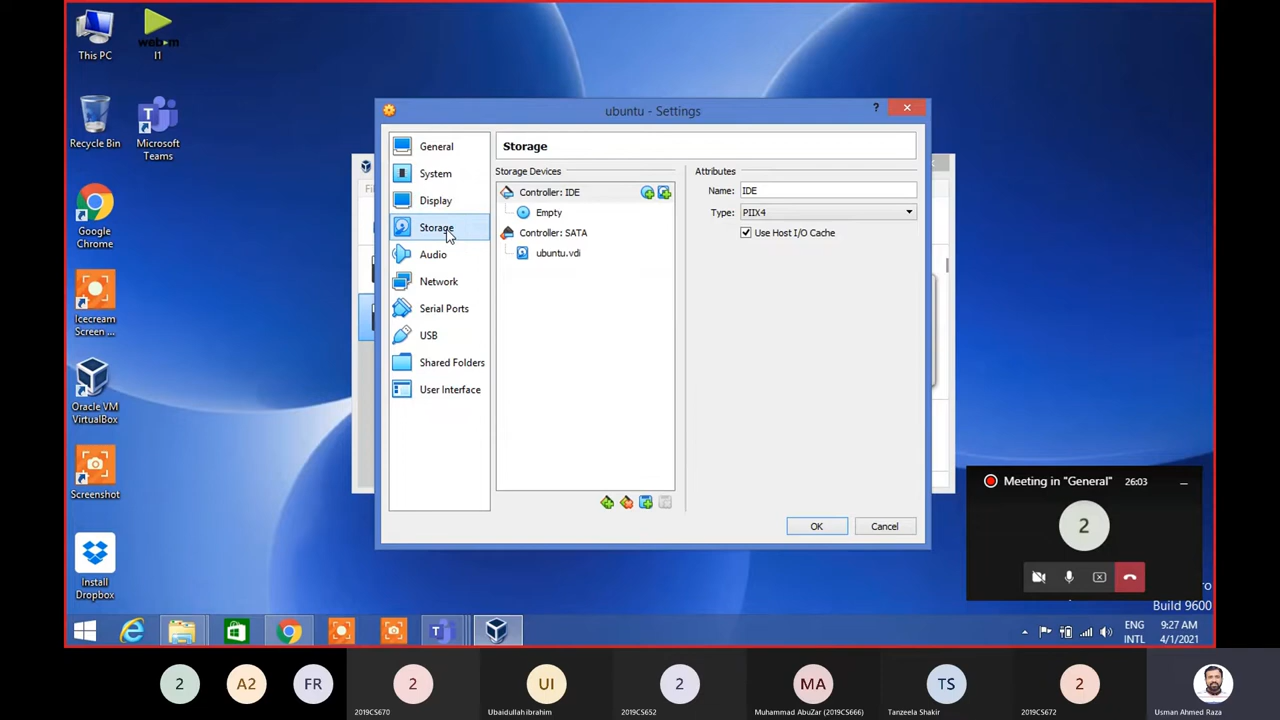 This PC
I1
Recycle Bin
Microsoft
Teams
Google
Chrome
Icecream
Screen ...
Oracle VM
VirtualBox
Screenshot
Install
Dropbox
ubuntu - Settings
?
General
System
Display
Storage
Audio
Network
Serial Ports
USB
Shared Folders
User Interface
Storage
Storage Devices
Controller: IDE
Empty
Controller: SATA
ubuntu.vdi
Attributes
Name: IDE
Type: PIIX4
Use Host I/O Cache
OK
Cancel
Meeting in "General"
26:03
2
Build 9600
ENG
INTL
9:27 AM
4/1/2021
2
A2
FR
2
2019CS670
UI
Ubaidullah ibrahim
2
2019CS652
MA
Muhammad AbuZar (2019CS666)
TS
Tanzeela Shakir
2
2019CS672
Usman Ahmed Raza